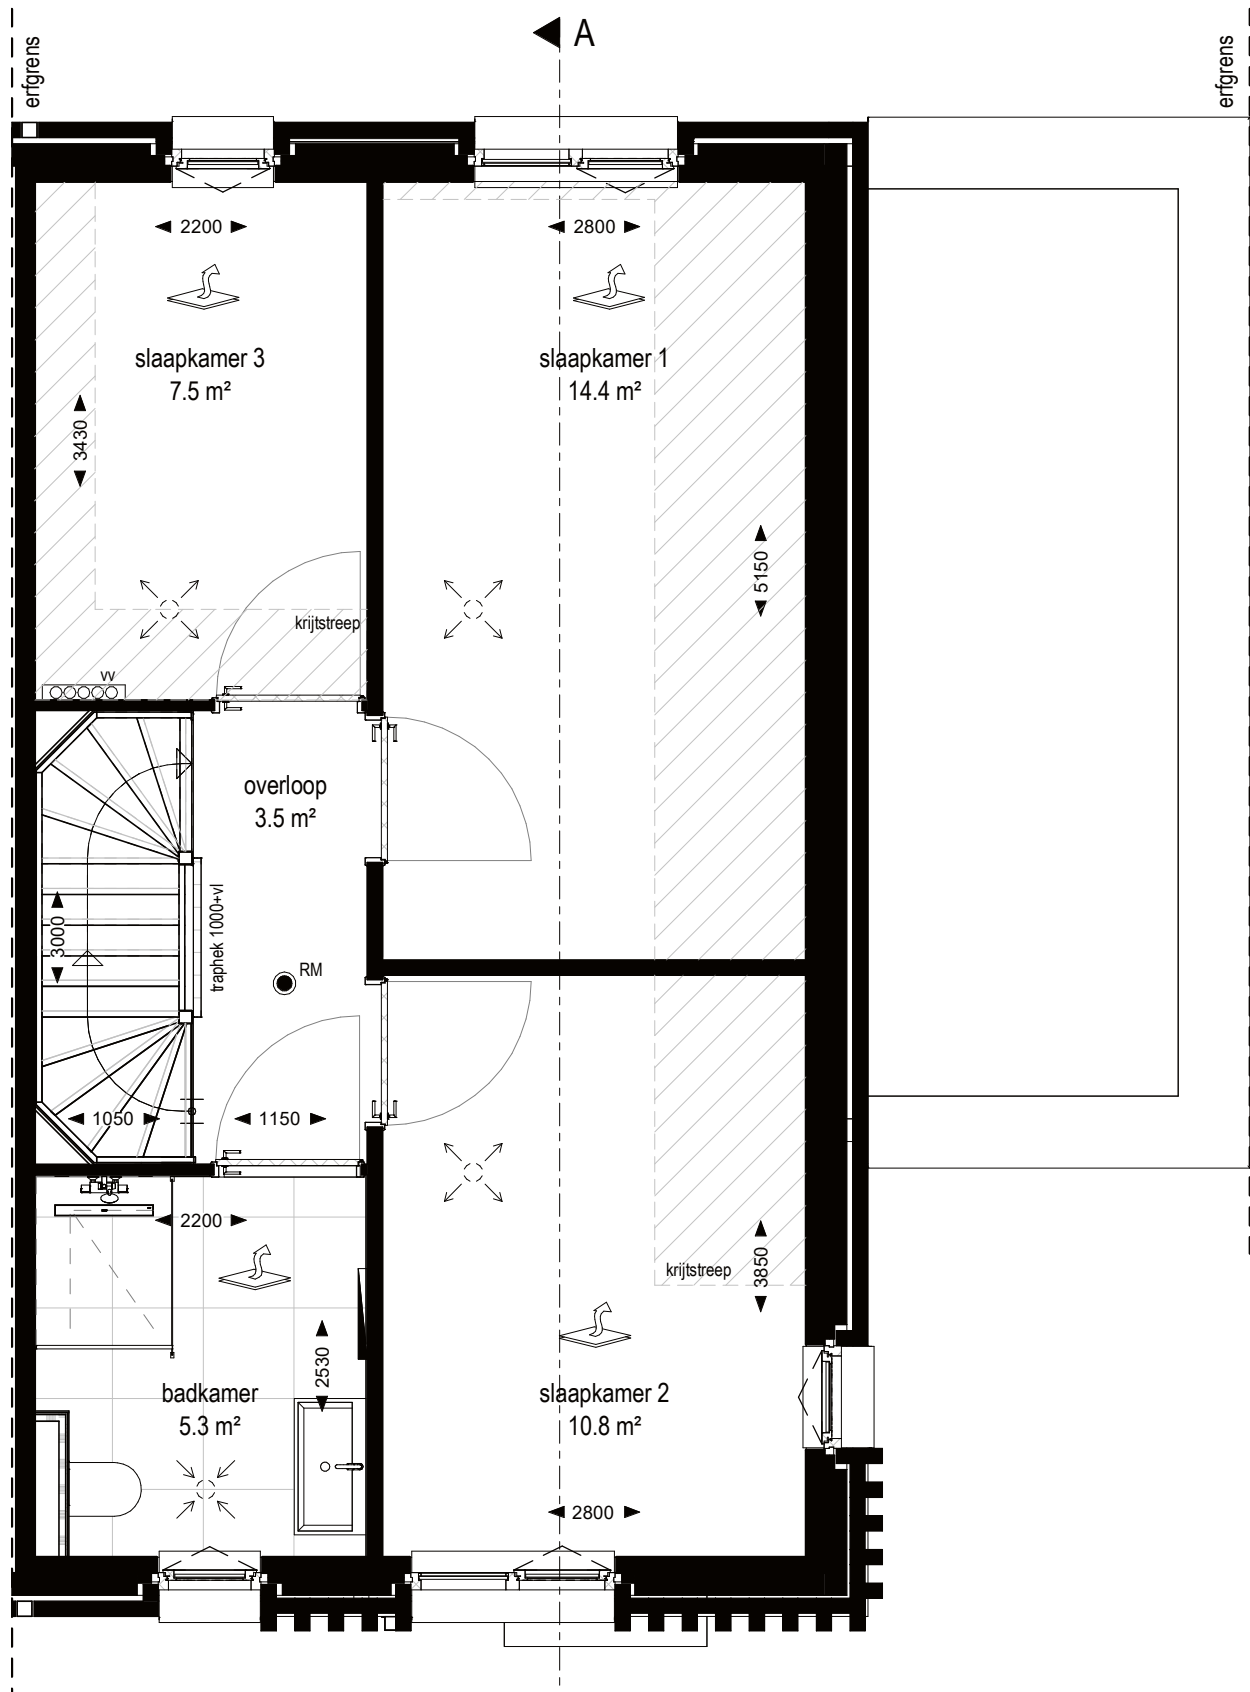 A
erfgrens
erfgrens
2200
2800
slaapkamer 3
7.5 m²
slaapkamer 1
14.4 m²
3430
5150
krijtstreep
vv
overloop
3.5 m²
traphek 1000+vl
3000
RM
1050
1150
2200
3850
krijtstreep
2530
badkamer
5.3 m²
slaapkamer 2
10.8 m²
2800